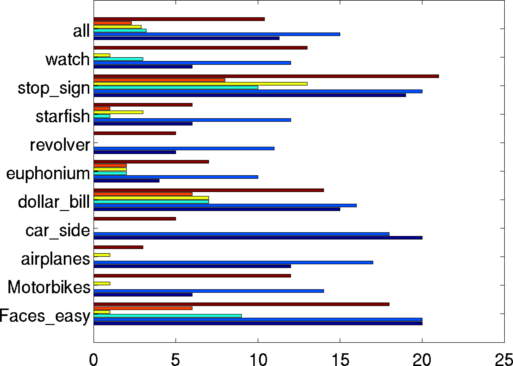 all
watch
stop_sign
starfish
revolver
euphonium
dollar_bill
car_side
airplanes
Motorbikes
Faces_easy
0 5 10 15 20 25